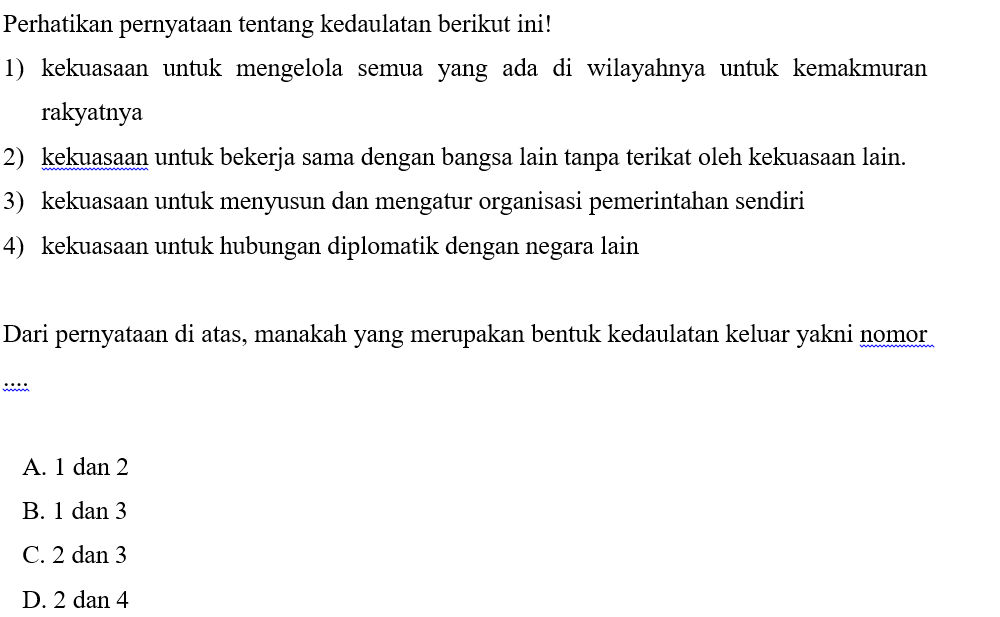 Perhatikan pernyataan tentang kedaulatan berikut ini!
1) kekuasaan untuk mengelola semua yang ada di wilayahnya untuk kemakmuran
rakyatnya
2) kekuasaan untuk bekerja sama dengan bangsa lain tanpa terikat oleh kekuasaan lain.
3) kekuasaan untuk menyusun dan mengatur organisasi pemerintahan sendiri
4) kekuasaan untuk hubungan diplomatik dengan negara lain
Dari pernyataan di atas, manakah yang merupakan bentuk kedaulatan keluar yakni nomor
....
A. 1 dan 2
B. 1 dan 3
C. 2 dan 3
D. 2 dan 4